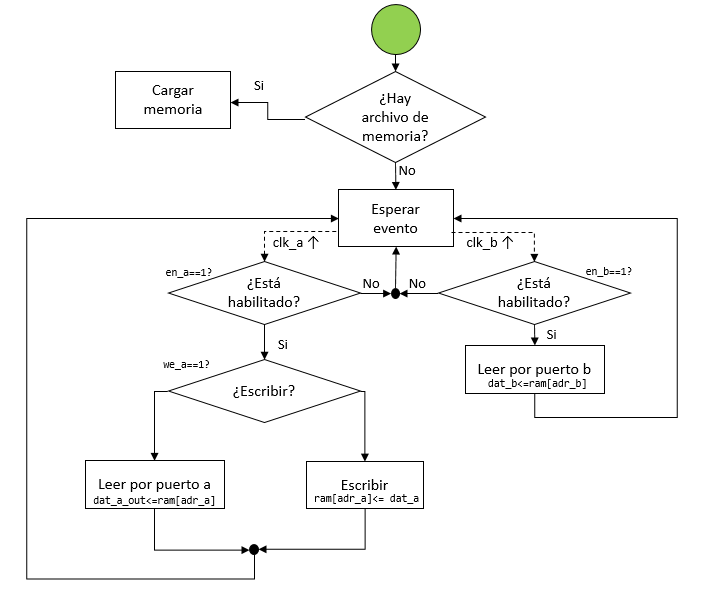 ¿Hay
archivo de
memoria?
Si
Cargar
memoria
No
Esperar
evento
clk_a ↑
clk_b ↑
en_a==1?
¿Está
habilitado?
No
No
¿Está
habilitado?
en_b==1?
Si
Si
we_a==1?
¿Escribir?
Leer por puerto b
dat_b<=ram[adr_b]
Leer por puerto a
dat_a_out<=ram[adr_a]
Escribir
ram[adr_a]<= dat_a